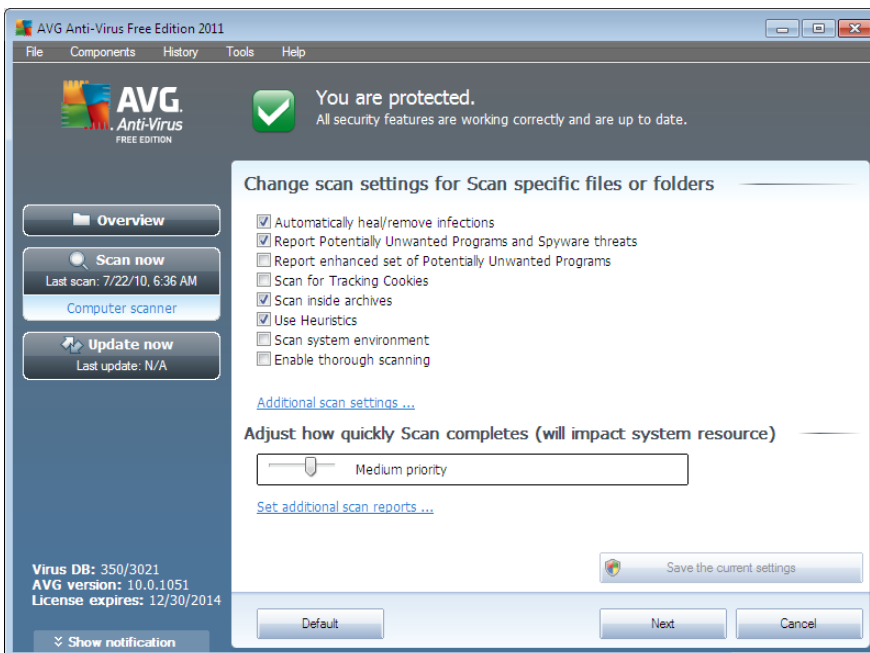 AVG Anti-Virus Free Edition 2011
File Components History Tools Help
AVG.
Anti-Virus
FREE EDITION
You are protected.
All security features are working correctly and are up to date.
Overview
Scan now
Last scan: 7/22/10, 6:36 AM
Computer scanner
Update now
Last update: N/A
Virus DB: 350/3021
AVG version: 10.0.1051
License expires: 12/30/2014
Show notification
Change scan settings for Scan specific files or folders
Automatically heal/remove infections
Report Potentially Unwanted Programs and Spyware threats
Report enhanced set of Potentially Unwanted Programs
Scan for Tracking Cookies
Scan inside archives
Use Heuristics
Scan system environment
Enable thorough scanning
Additional scan settings ...
Adjust how quickly Scan completes (will impact system resource)
Medium priority
Set additional scan reports ...
Save the current settings
Default Next Cancel